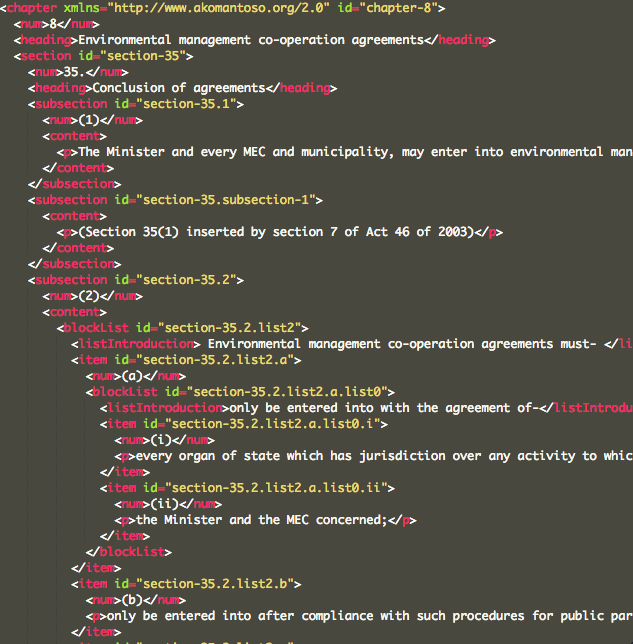 <chapter xmlns="http://www.akomantoso.org/2.0" id="chapter-8">
  <num>8</num>
  <heading>Environmental management co-operation agreements</heading>
  <section id="section-35">
    <num>35.</num>
    <heading>Conclusion of agreements</heading>
    <subsection id="section-35.1">
      <num>(1)</num>
      <content>
        <p>The Minister and every MEC and municipality, may enter into environmental man
      </content>
    </subsection>
    <subsection id="section-35.subsection-1">
      <content>
        <p>(Section 35(1) inserted by section 7 of Act 46 of 2003)</p>
      </content>
    </subsection>
    <subsection id="section-35.2">
      <num>(2)</num>
      <content>
        <blockList id="section-35.2.list2">
          <listIntroduction> Environmental management co-operation agreements must- </li
          <item id="section-35.2.list2.a">
            <num>(a)</num>
            <blockList id="section-35.2.list2.a.list0">
              <listIntroduction>only be entered into with the agreement of-</listIntrodu
              <item id="section-35.2.list2.a.list0.i">
                <num>(i)</num>
                <p>every organ of state which has jurisdiction over any activity to whic
              </item>
              <item id="section-35.2.list2.a.list0.ii">
                <num>(ii)</num>
                <p>the Minister and the MEC concerned;</p>
              </item>
            </blockList>
          </item>
          <item id="section-35.2.list2.b">
            <num>(b)</num>
            <p>only be entered into after compliance with such procedures for public par
          </item>